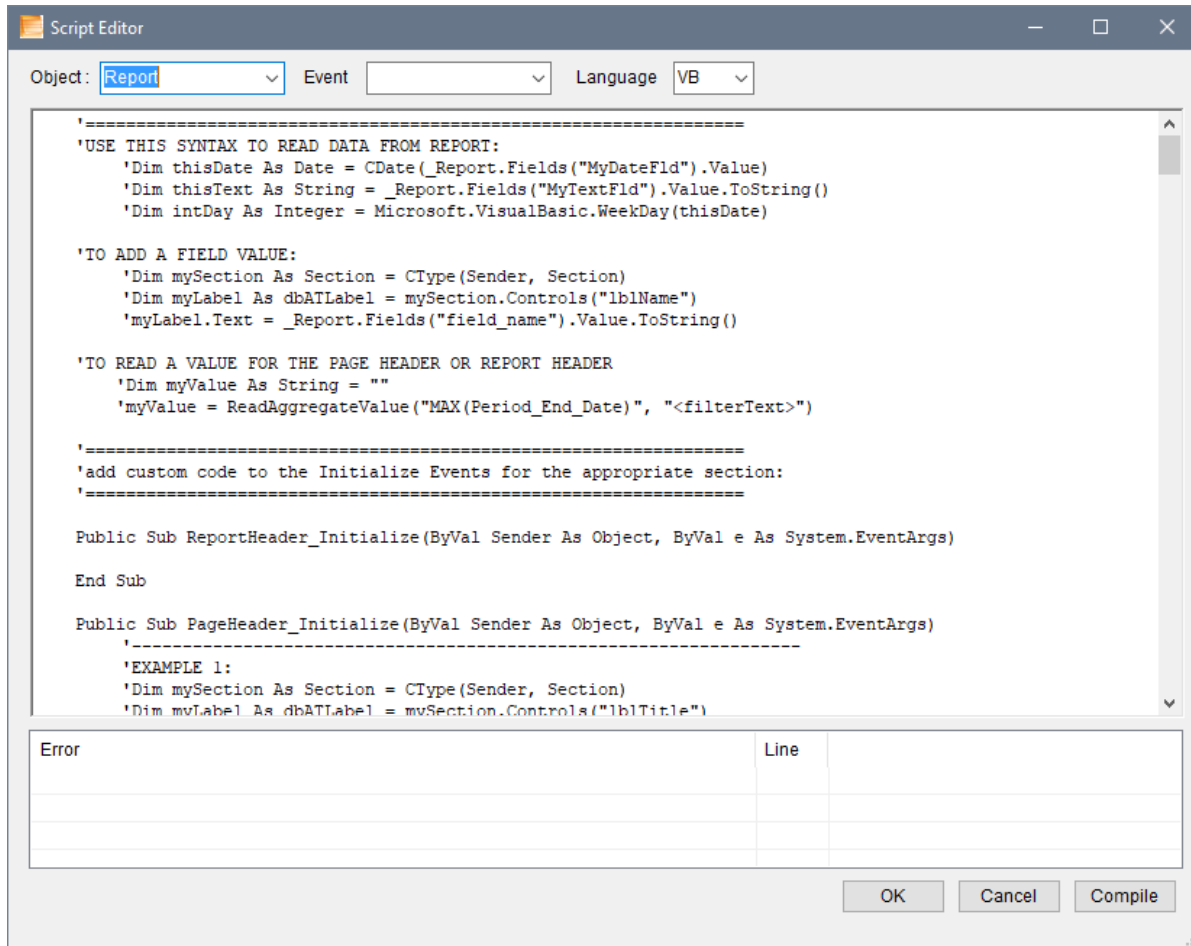 Script Editor
Object : Report Event Language VB
'=================================================================
'USE THIS SYNTAX TO READ DATA FROM REPORT:
'Dim thisDate As Date = CDate(_Report.Fields("MyDateFld").Value)
'Dim thisText As String = _Report.Fields("MyTextFld").Value.ToString()
'Dim intDay As Integer = Microsoft.VisualBasic.WeekDay(thisDate)
'TO ADD A FIELD VALUE:
'Dim mySection As Section = CType(Sender, Section)
'Dim myLabel As dbATLabel = mySection.Controls("lblName")
'myLabel.Text = _Report.Fields("field_name").Value.ToString()
'TO READ A VALUE FOR THE PAGE HEADER OR REPORT HEADER
'Dim myValue As String = ""
'myValue = ReadAggregateValue("MAX(Period_End_Date)", "<filterText>")
'=================================================================
'add custom code to the Initialize Events for the appropriate section:
'=================================================================
Public Sub ReportHeader_Initialize(ByVal Sender As Object, ByVal e As System.EventArgs)
End Sub
Public Sub PageHeader_Initialize(ByVal Sender As Object, ByVal e As System.EventArgs)
'------------------------------------------------------------------
'EXAMPLE 1:
'Dim mySection As Section = CType(Sender, Section)
'Dim myLabel As dbATLabel = mySection.Controls("lblTitle")
Error Line
OK Cancel Compile